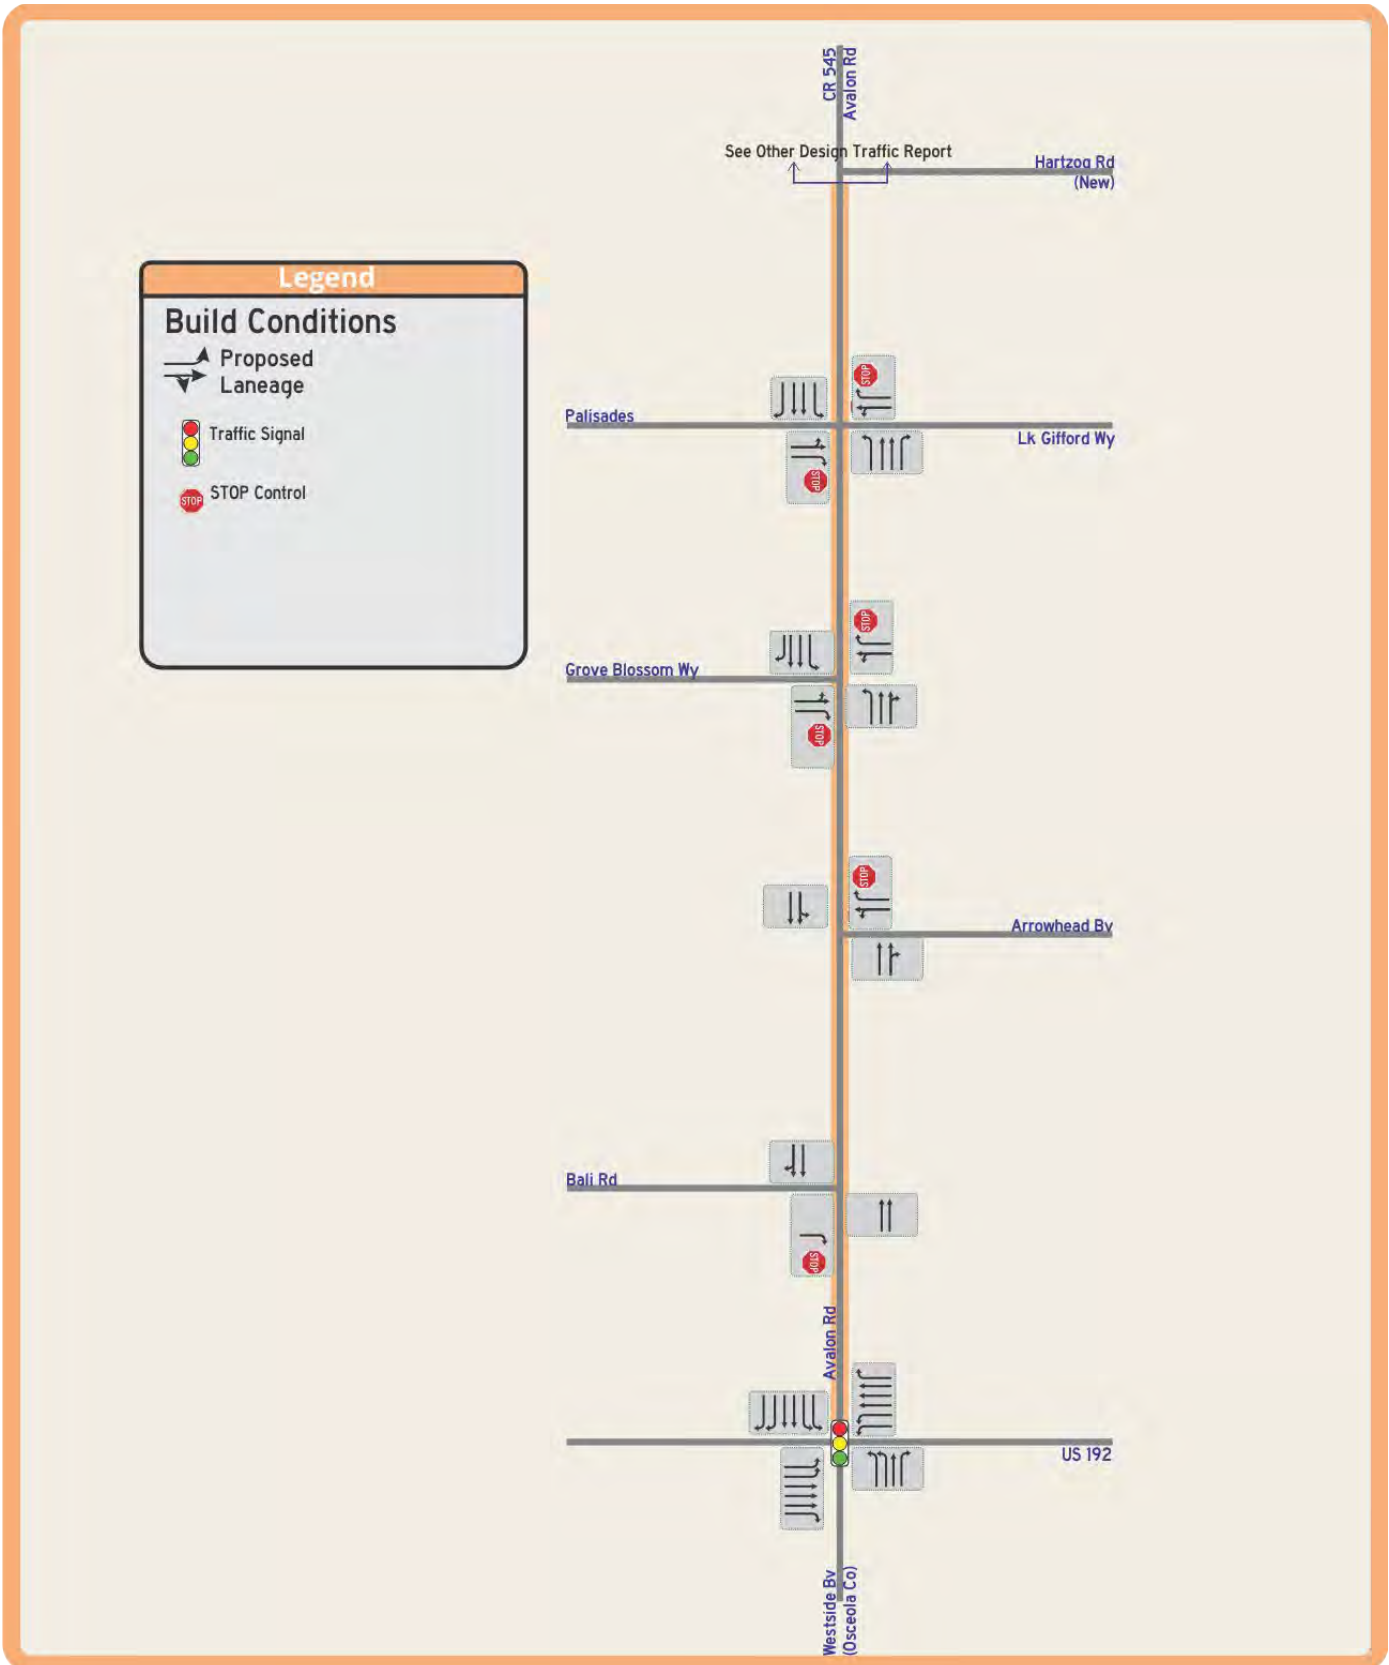 CR 545
Avalon Rd
See Other Design Traffic Report
Hartzog Rd
(New)
Legend
Build Conditions
Proposed
Laneage
Traffic Signal
STOP
STOP Control
STOP
Palisades
Lk Gifford Wy
STOP
STOP
Grove Blossom Wy
STOP
STOP
Arrowhead Bv
Bali Rd
STOP
Avalon Rd
US 192
Westside Bv
(Osceola Co)